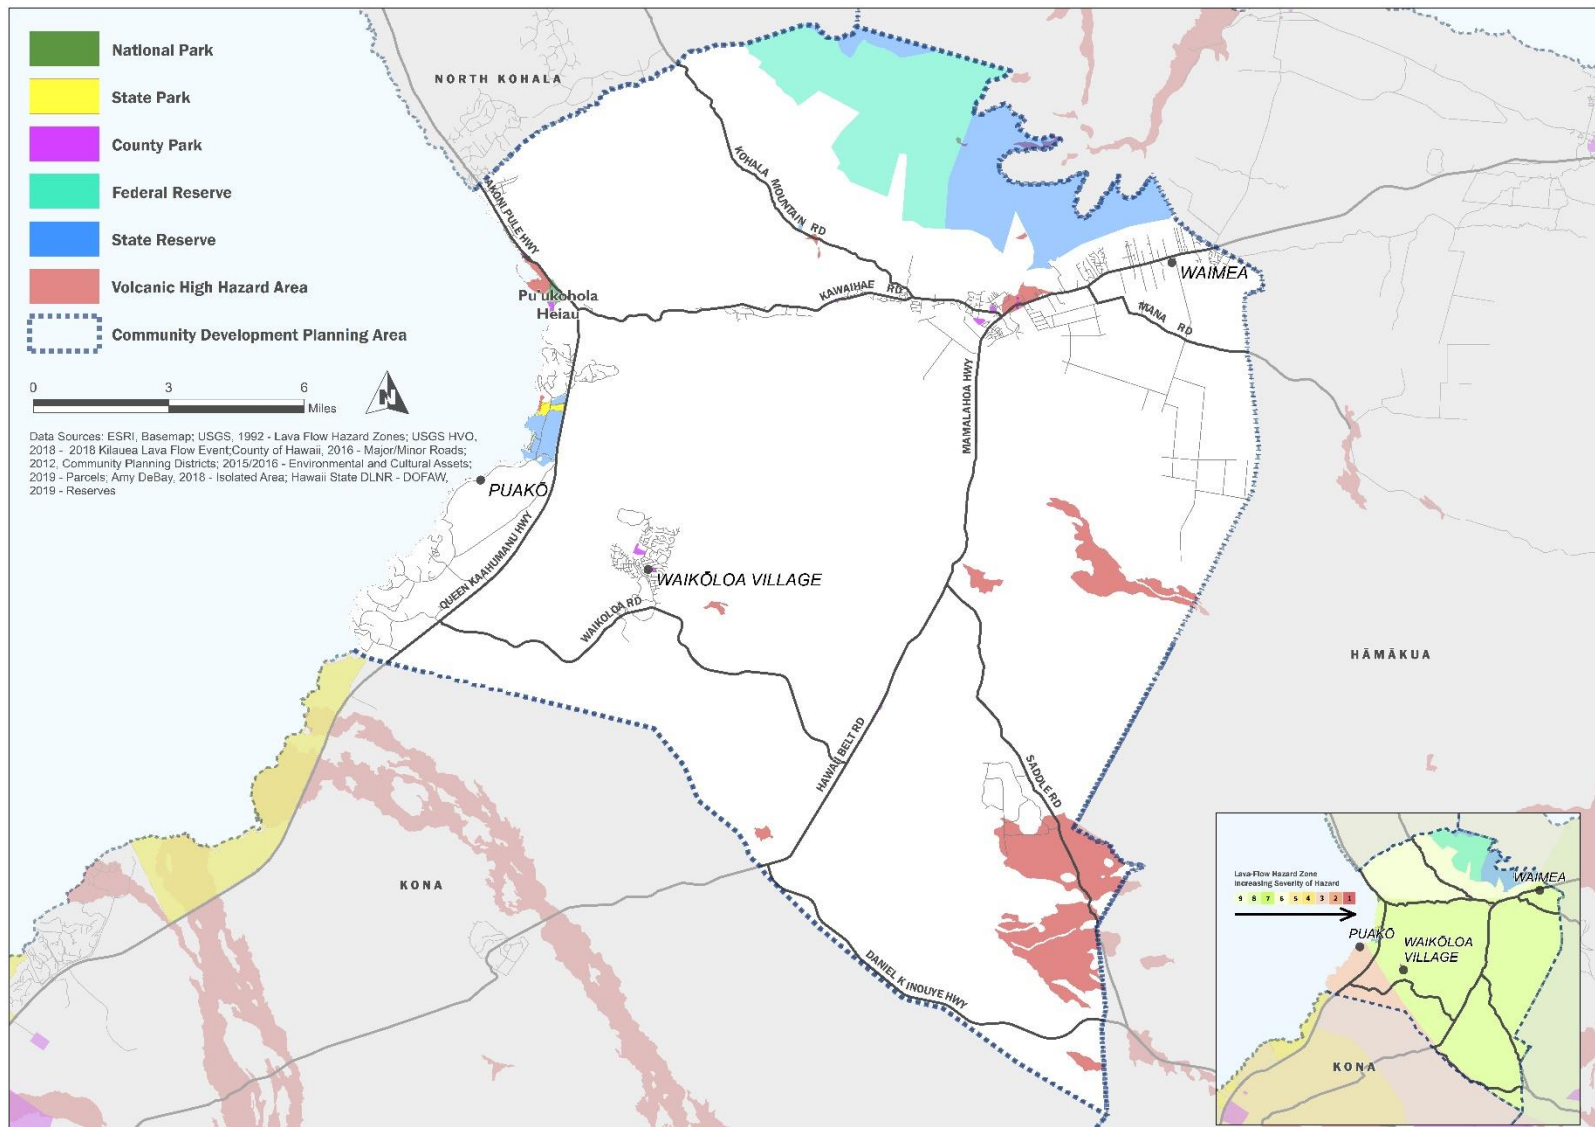 National Park
State Park
County Park
Federal Reserve
State Reserve
Volcanic High Hazard Area
Community Development Planning Area
0 3 6
Miles
N
Data Sources: ESRI, Basemap; USGS, 1992 - Lava Flow Hazard Zones; USGS HVO,
2018 - 2018 Kilauea Lava Flow Event;County of Hawaii, 2016 - Major/Minor Roads;
2012, Community Planning Districts; 2015/2016 - Environmental and Cultural Assets;
2019 - Parcels; Amy DeBay, 2018 - Isolated Area; Hawaii State DLNR - DOFAW,
2019 - Reserves
NORTH KOHALA
AKONI PULE HWY
KOHALA MOUNTAIN RD
Pu'ukohola
Heiau
KAWAIHAE RD
WAIMEA
MANA RD
MAMALAHOA HWY
PUAKŌ
QUEEN KAAHUMANU HWY
WAIKŌLOA VILLAGE
WAIKOLOA RD
HĀMĀKUA
HAWAII BELT RD
SADDLE RD
KONA
DANIEL K INOUYE HWY
Lava-Flow Hazard Zone
Increasing Severity of Hazard
9 8 7 6 5 4 3 2 1
WAIMEA
PUAKŌ
WAIKŌLOA
VILLAGE
KONA